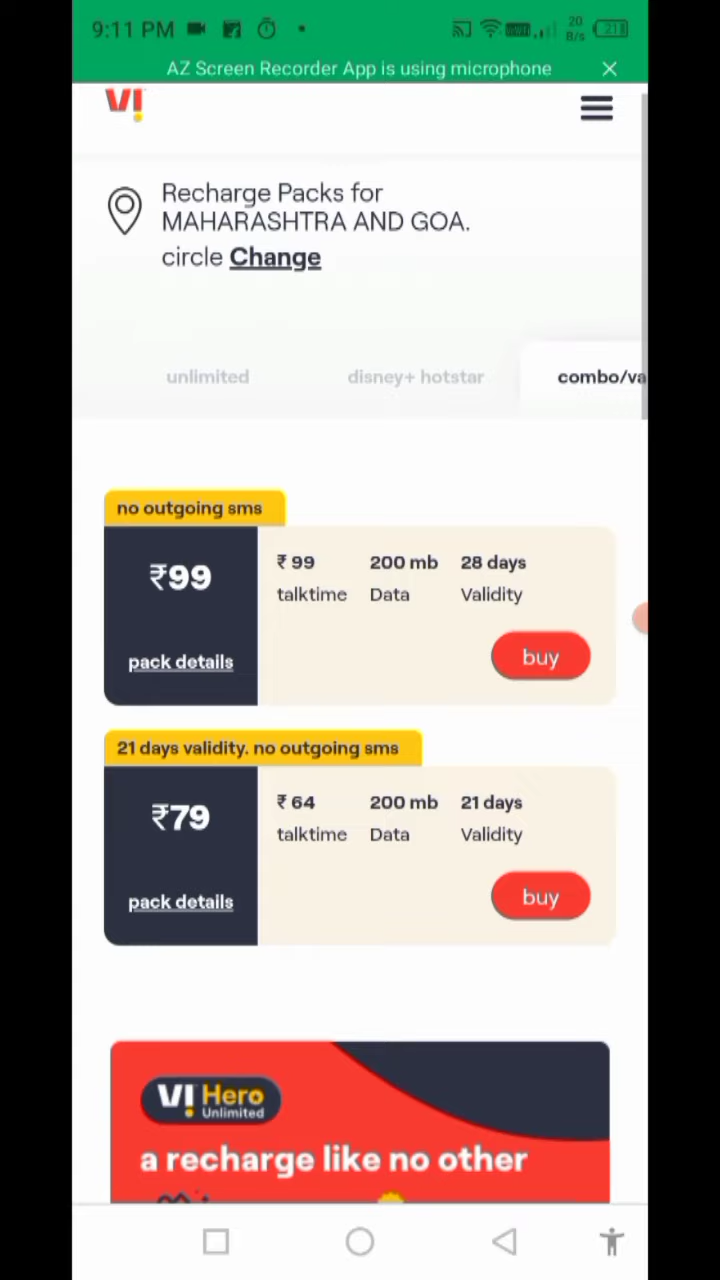 9:11 PM
20
B/s
21
AZ Screen Recorder App is using microphone
VI
Recharge Packs for
MAHARASHTRA AND GOA.
circle Change
unlimited disney+ hotstar combo/va
no outgoing sms
₹99
₹ 99 200 mb 28 days
talktime Data Validity
pack details
buy
21 days validity. no outgoing sms
₹79
₹ 64 200 mb 21 days
talktime Data Validity
pack details
buy
VI Hero
Unlimited
a recharge like no other